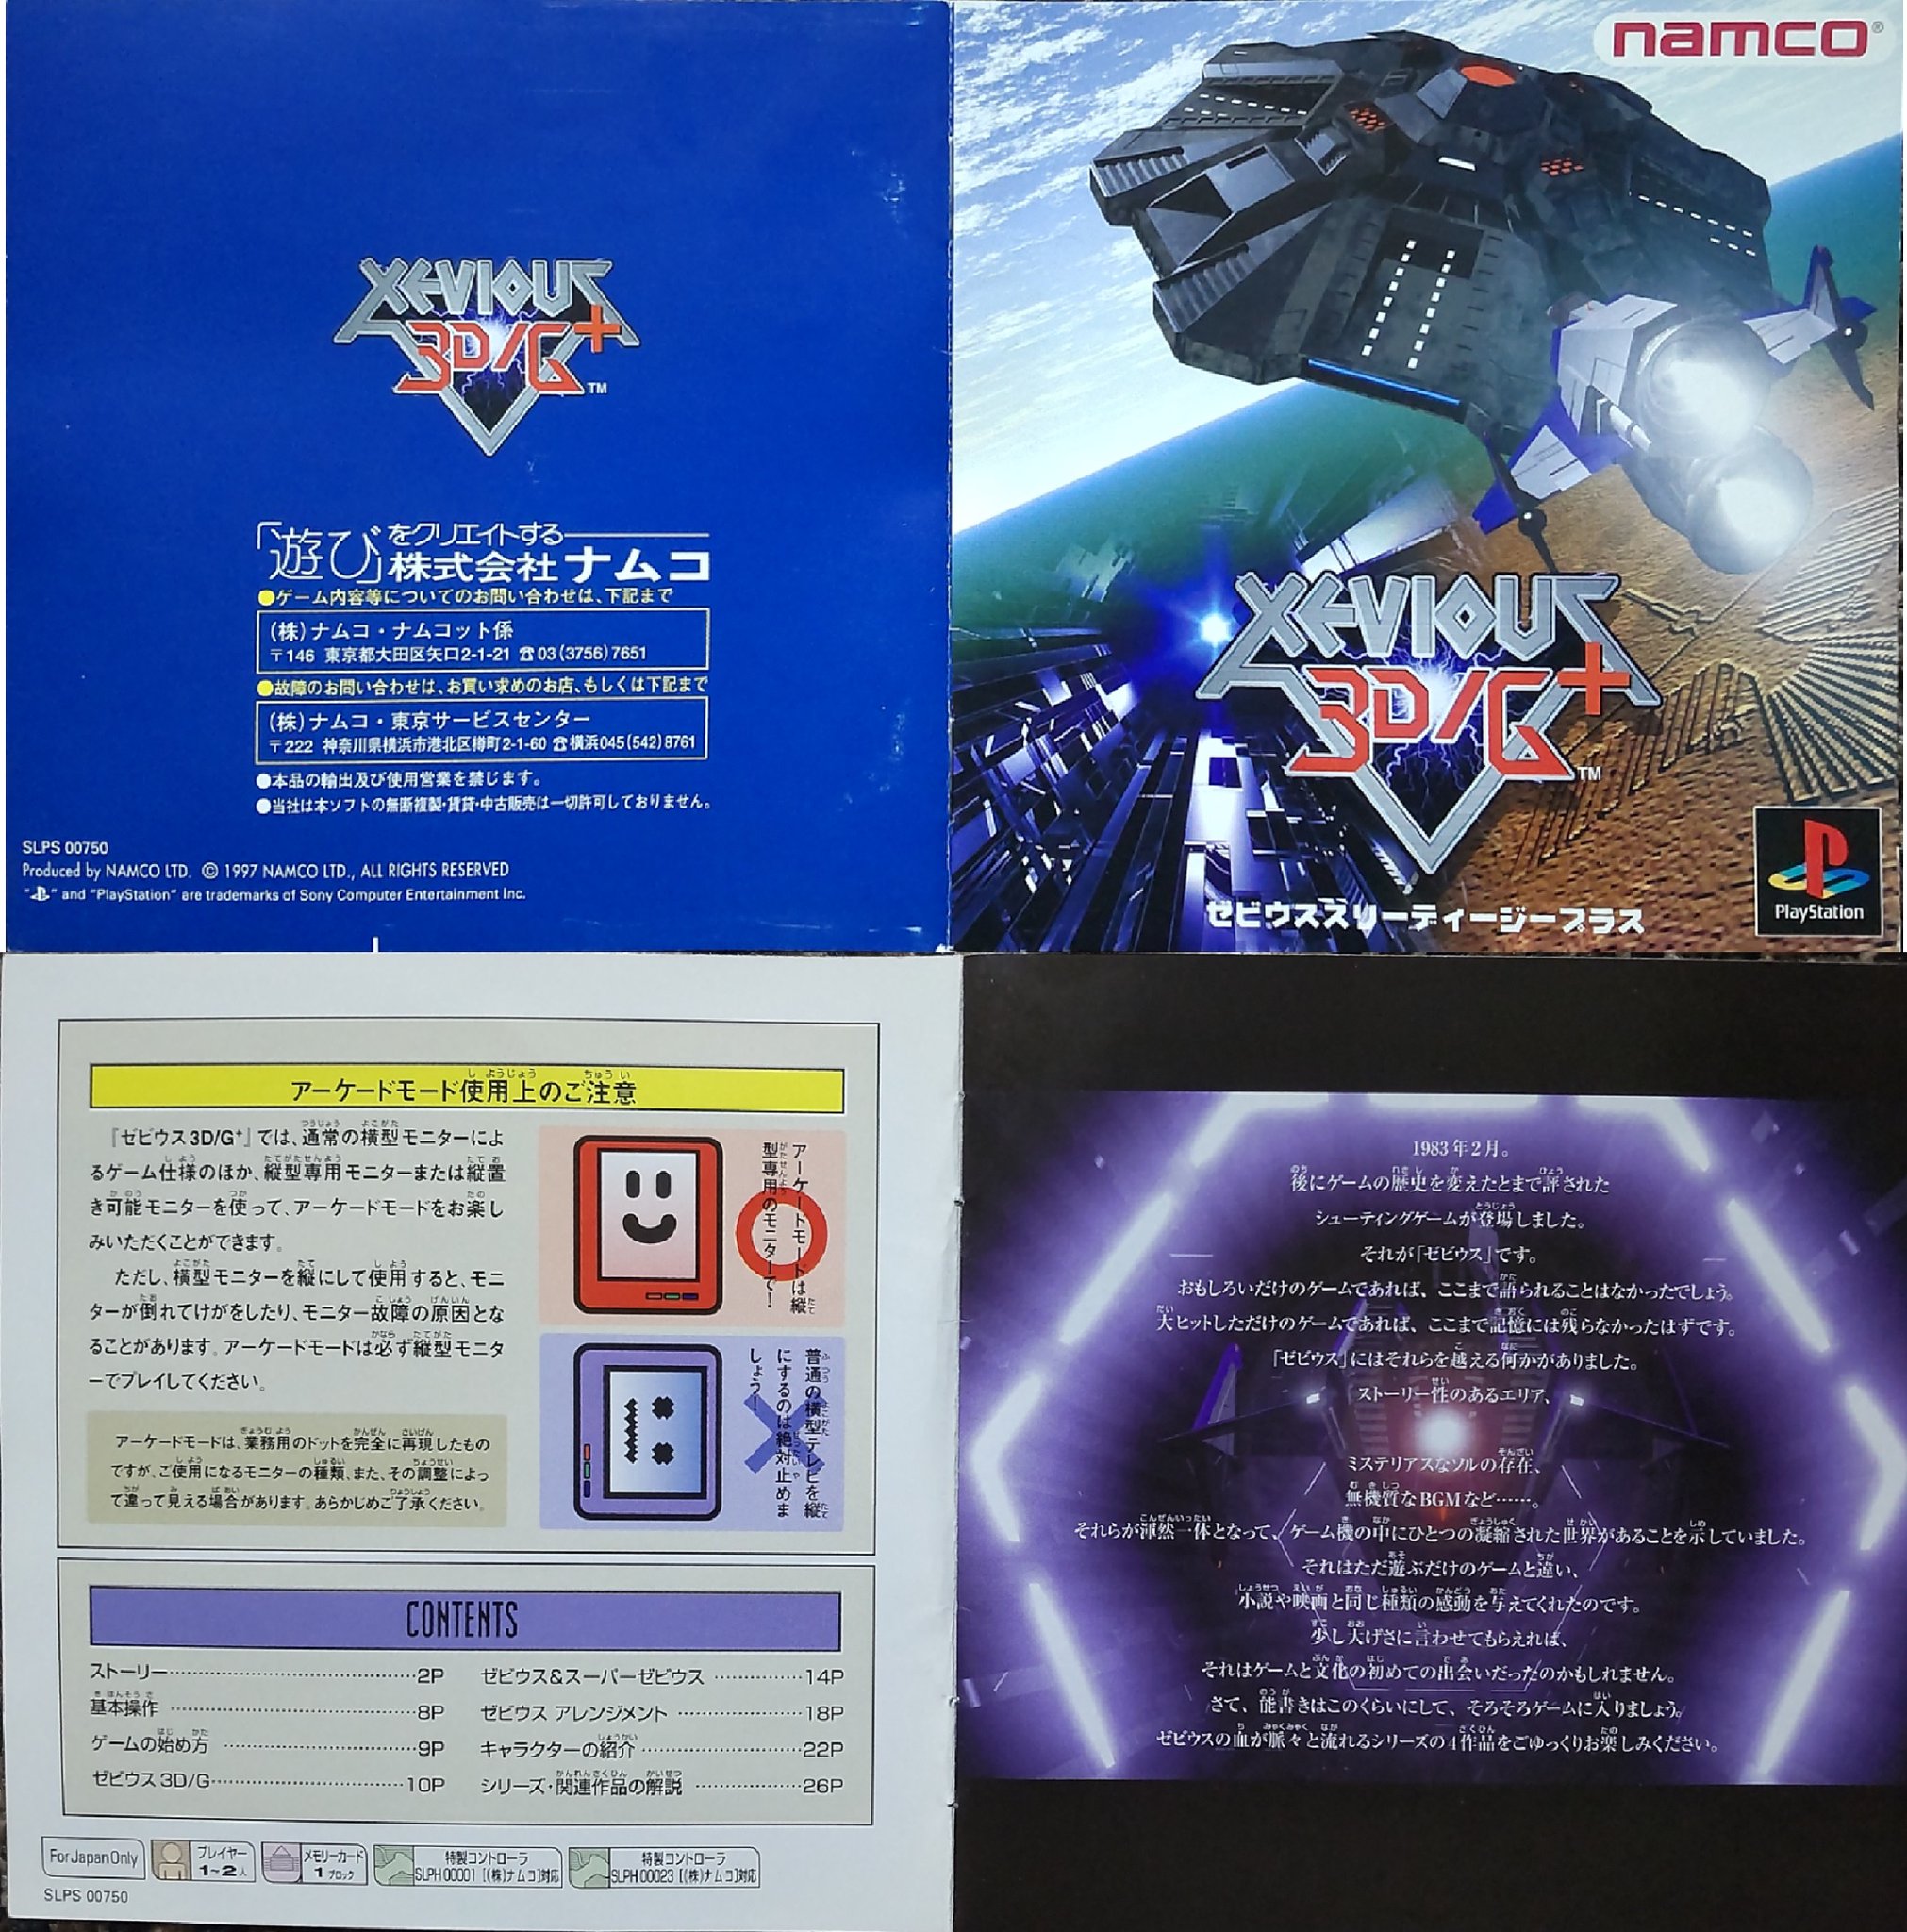 XEVIOUS
3D/G+
TM
「遊び」をクリエイトする
株式会社ナムコ
●ゲーム内容等についてのお問い合わせは、下記まで
(株)ナムコ・ナムコット係
〒146 東京都大田区矢口2-1-21 ☎03(3756)7651
●故障のお問い合わせは、お買い求めのお店、もしくは下記まで
(株)ナムコ・東京サービスセンター
〒222 神奈川県横浜市港北区樽町2-1-60 ☎横浜045(542)8761
●本品の輸出及び使用営業を禁じます。
●当社は本ソフトの無断複製・賃貸・中古販売は一切許可しておりません。
SLPS 00750
Produced by NAMCO LTD. © 1997 NAMCO LTD., ALL RIGHTS RESERVED
"PS" and "PlayStation" are trademarks of Sony Computer Entertainment Inc.
namco®
XEVIOUS
3D/G+
TM
ゼビウススリーディージープラス
PlayStation
アーケードモード使用上のご注意
『ゼビウス3D/G+』では、通常の横型モニターによ
るゲーム仕様のほか、縦型専用モニターまたは縦置
き可能モニターを使って、アーケードモードをお楽し
みいただくことができます。
ただし、横型モニターを縦にして使用すると、モニ
ターが倒れてけがをしたり、モニター故障の原因とな
ることがあります。アーケードモードは必ず縦型モニタ
ーでプレイしてください。
アーケードモードは、業務用のドットを完全に再現したもの
ですが、ご使用になるモニターの種類、また、その調整によっ
て違って見える場合があります。あらかじめご了承ください。
アーケードモードは縦
型専用のモニターで！
普通の横型テレビを縦
にするのは絶対止めま
しょう！
CONTENTS
ストーリー 2P
基本操作 8P
ゲームの始め方 9P
ゼビウス 3D/G 10P
ゼビウス&スーパーゼビウス 14P
ゼビウス アレンジメント 18P
キャラクターの紹介 22P
シリーズ・関連作品の解説 26P
For Japan Only
プレイヤー
1~2人
メモリーカード
1ブロック
特製コントローラ
SLPH 00001 [(株)ナムコ]対応
特製コントローラ
SLPH 00023 [(株)ナムコ]対応
SLPS 00750
1983年2月。
後にゲームの歴史を変えたとまで評された
シューティングゲームが登場しました。
それが「ゼビウス」です。
おもしろいだけのゲームであれば、ここまで語られることはなかったでしょう。
大ヒットしただけのゲームであれば、ここまで記憶には残らなかったはずです。
「ゼビウス」にはそれらを越える何かがありました。
ストーリー性のあるエリア、
ミステリアスなソルの存在、
無機質なBGMなど……。
それらが渾然一体となって、ゲーム機の中にひとつの凝縮された世界があることを示していました。
それはただ遊ぶだけのゲームと違い、
小説や映画と同じ種類の感動を与えてくれたのです。
少し大げさに言わせてもらえれば、
それはゲームと文化の初めての出会いだったのかもしれません。
さて、能書きはこのくらいにして、そろそろゲームに入りましょう。
ゼビウスの血が脈々と流れるシリーズの4作品をごゆっくりお楽しみください。